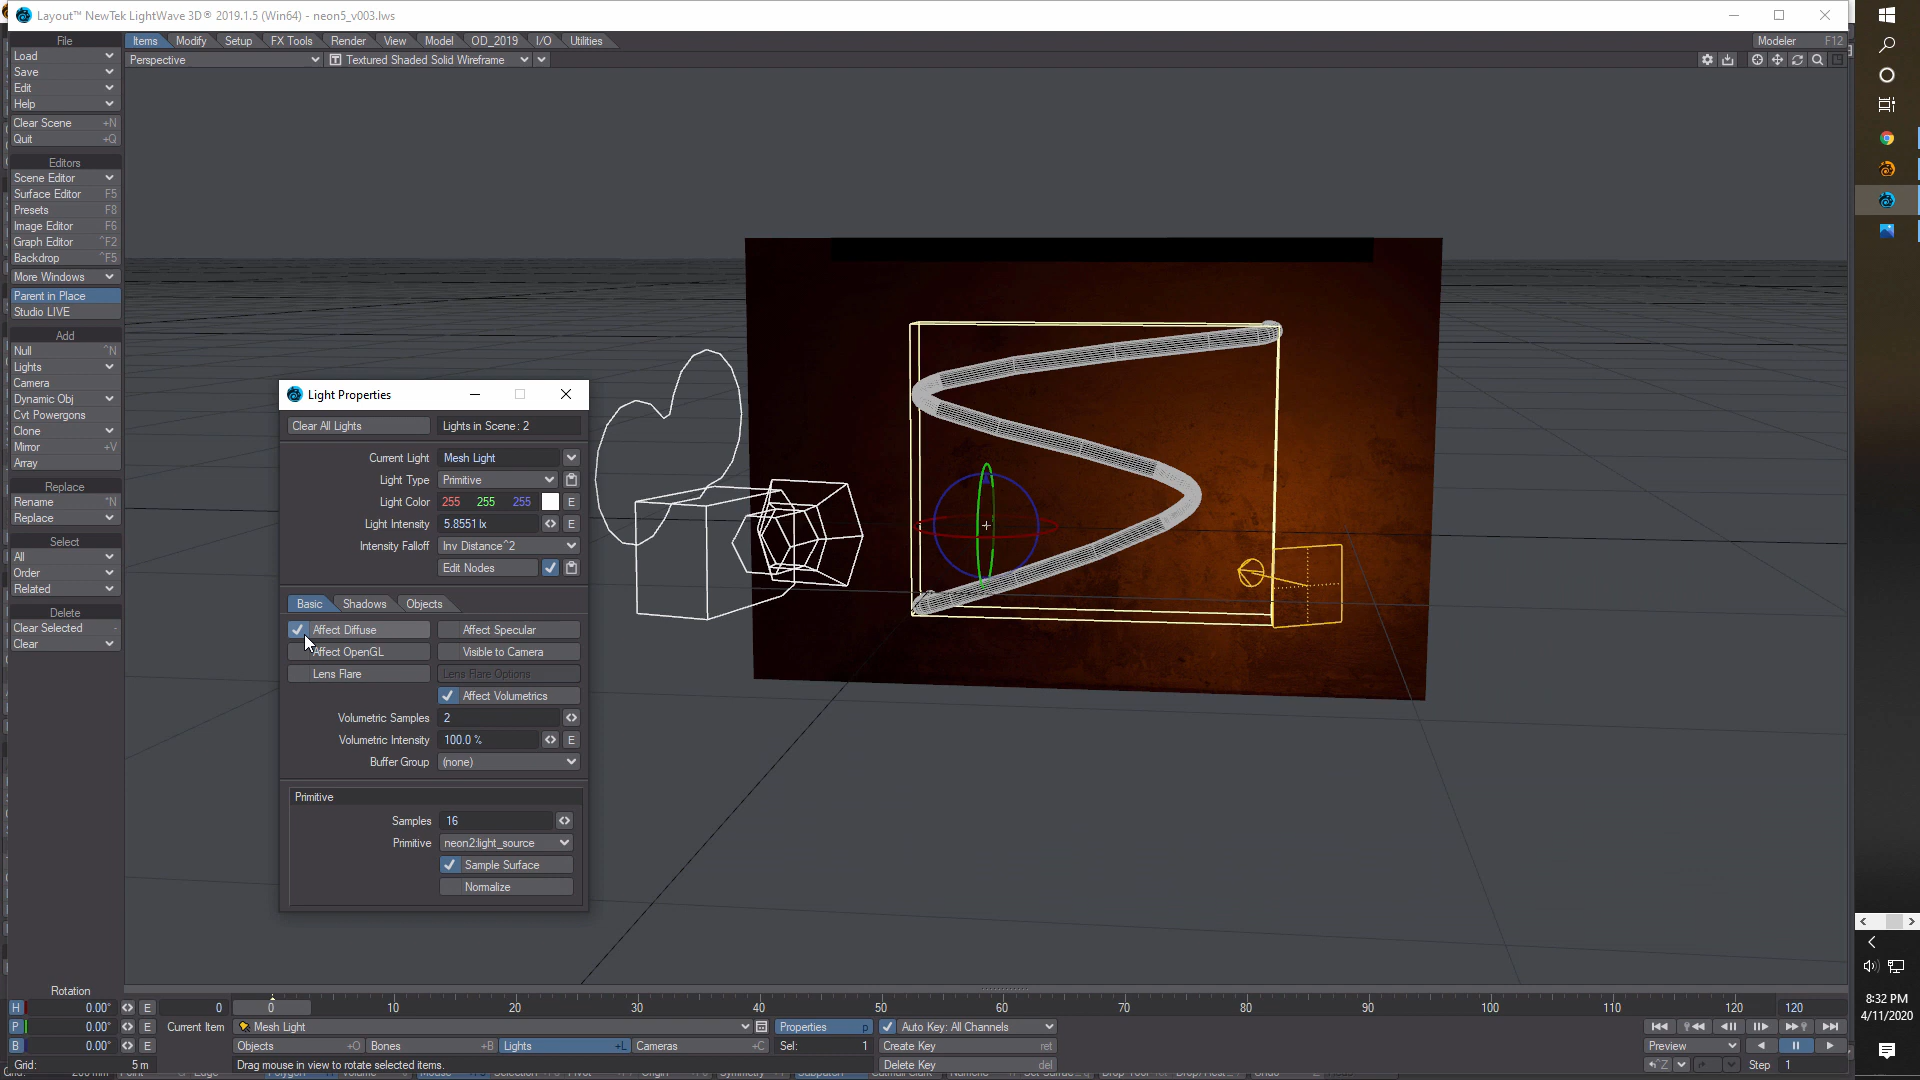 Layout™ NewTek LightWave 3D® 2019.1.5 (Win64) - neon5_v003.lws
File
Items Modify Setup FX Tools Render View Model OD_2019 I/O Utilities
Modeler F12
Load
Perspective
Textured Shaded Solid Wireframe
Save
Edit
Help
Clear Scene +N
Quit +Q
Editors
Scene Editor
Surface Editor F5
Presets F8
Image Editor F6
Graph Editor ^F2
Backdrop ^F5
More Windows
Parent in Place
Studio LIVE
Add
Null ^N
Lights
Camera
Dynamic Obj
Cvt Powergons
Clone
Mirror +V
Array
Replace
Rename ^N
Replace
Select
All
Order
Related
Delete
Clear Selected -
Clear
Light Properties
Clear All Lights
Lights in Scene: 2
Current Light Mesh Light
Light Type Primitive
Light Color 255 255 255 E
Light Intensity 5.8551 lx E
Intensity Falloff Inv Distance^2
Edit Nodes
Basic Shadows Objects
Affect Diffuse Affect Specular
Affect OpenGL Visible to Camera
Lens Flare Lens Flare Options
Affect Volumetrics
Volumetric Samples 2
Volumetric Intensity 100.0 % E
Buffer Group (none)
Primitive
Samples 16
Primitive neon2:light_source
Sample Surface
Normalize
Rotation
H 0.00° E 0
0 10 20 30 40 50 60 70 80 90 100 110 120 120
P 0.00° E Current Item Mesh Light Properties p Auto Key: All Channels
B 0.00° E Objects +O Bones +B Lights +L Cameras +C Sel: 1 Create Key ret Preview
Grid: 5 m Drag mouse in view to rotate selected items. Delete Key del Step 1
8:32 PM
4/11/2020